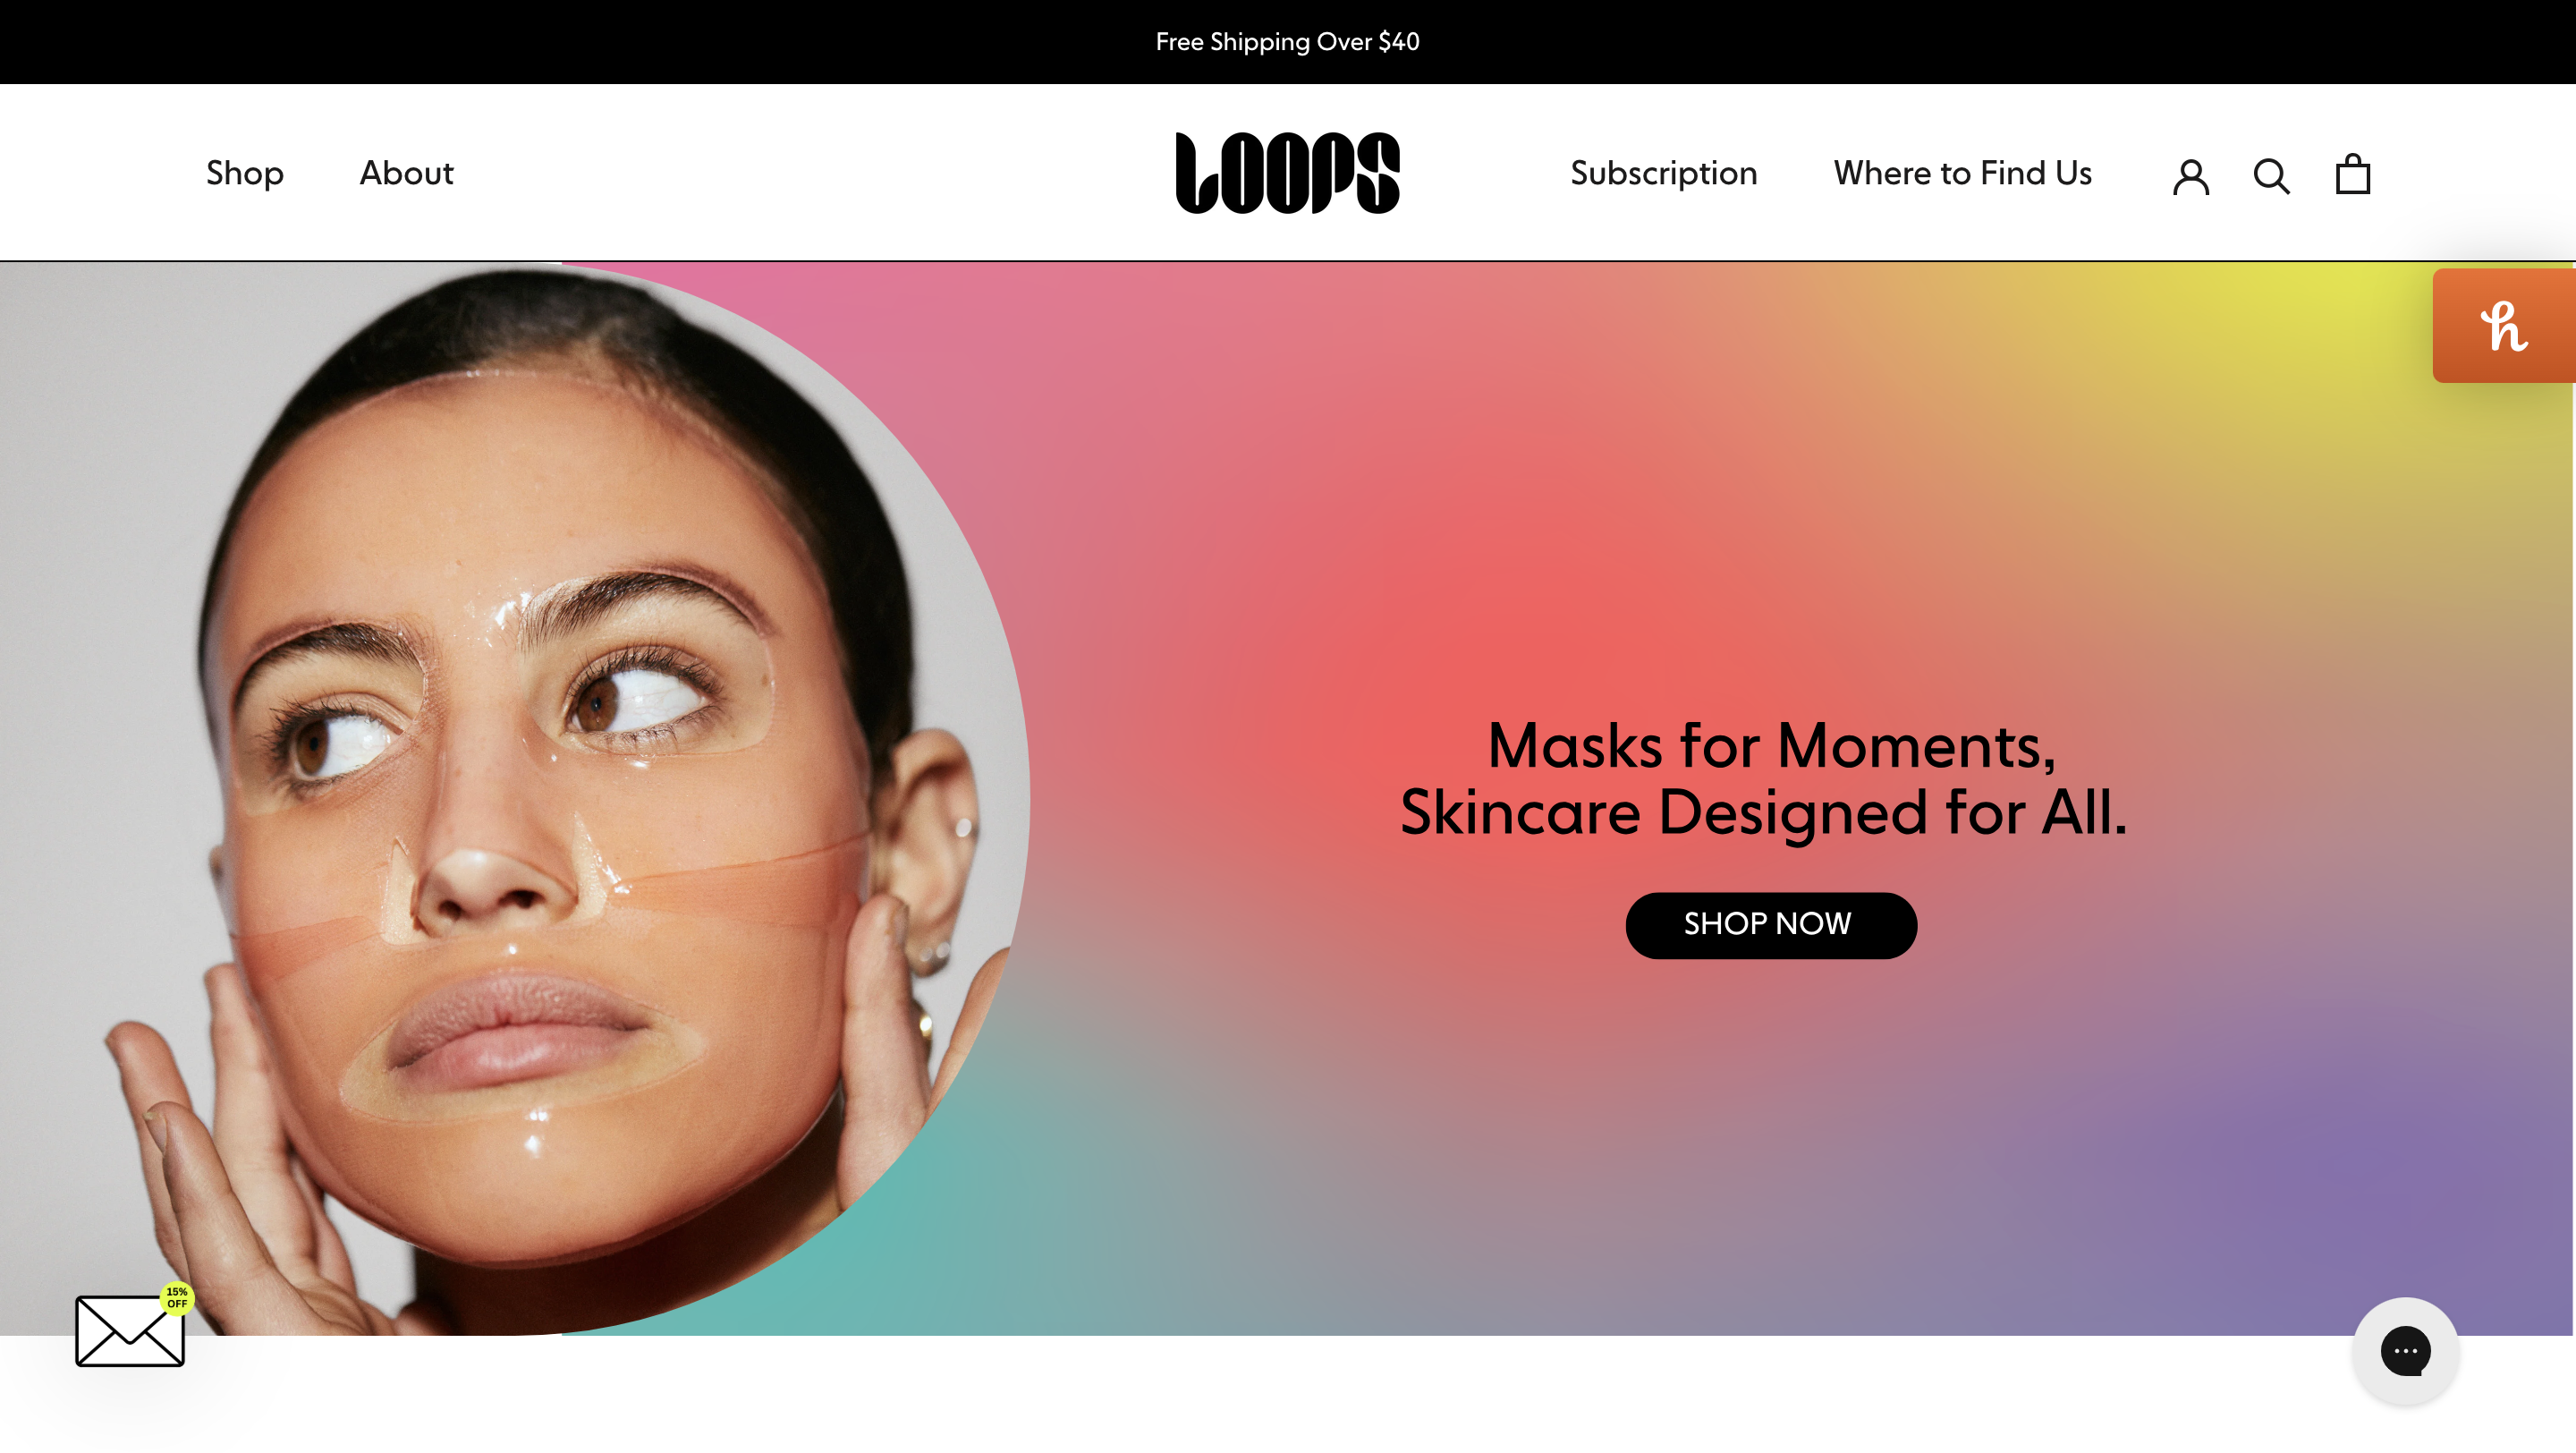 Free Shipping Over $40
Shop
About
LOOPS
Subscription
Where to Find Us
h
Masks for Moments,
Skincare Designed for All.
SHOP NOW
15%
OFF